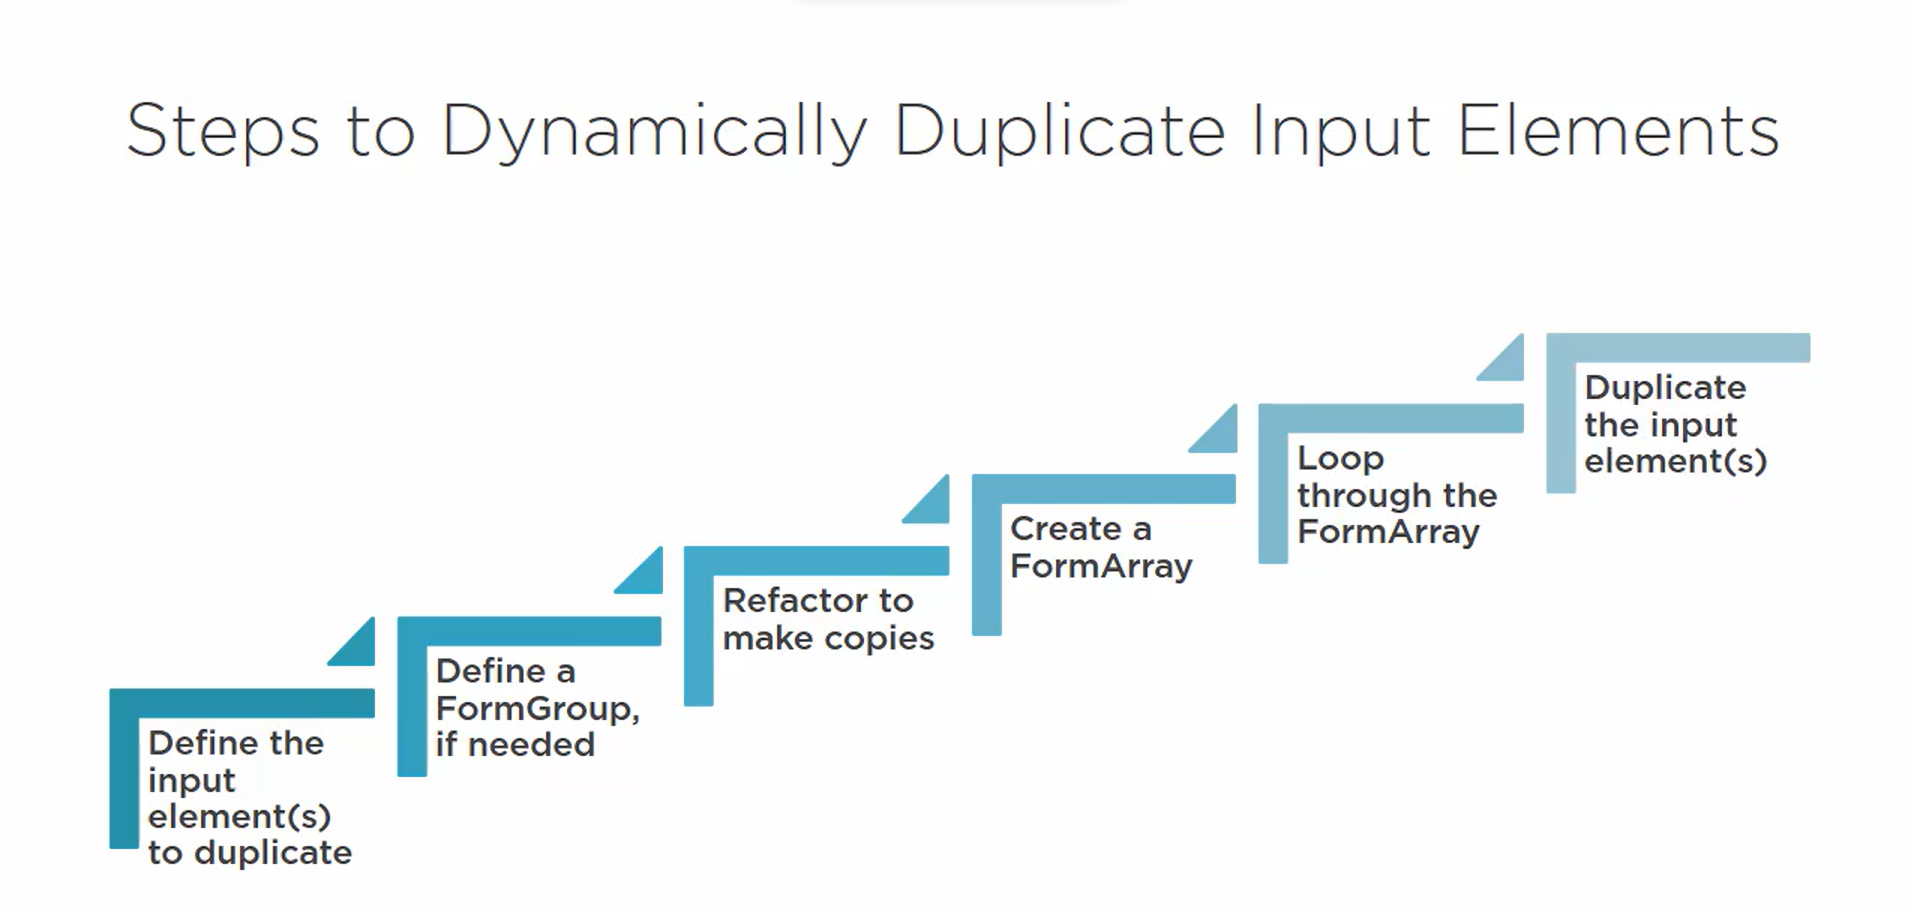 Steps to Dynamically Duplicate Input Elements
Define the
input
element(s)
to duplicate
Define a
FormGroup,
if needed
Refactor to
make copies
Create a
FormArray
Loop
through the
FormArray
Duplicate
the input
element(s)